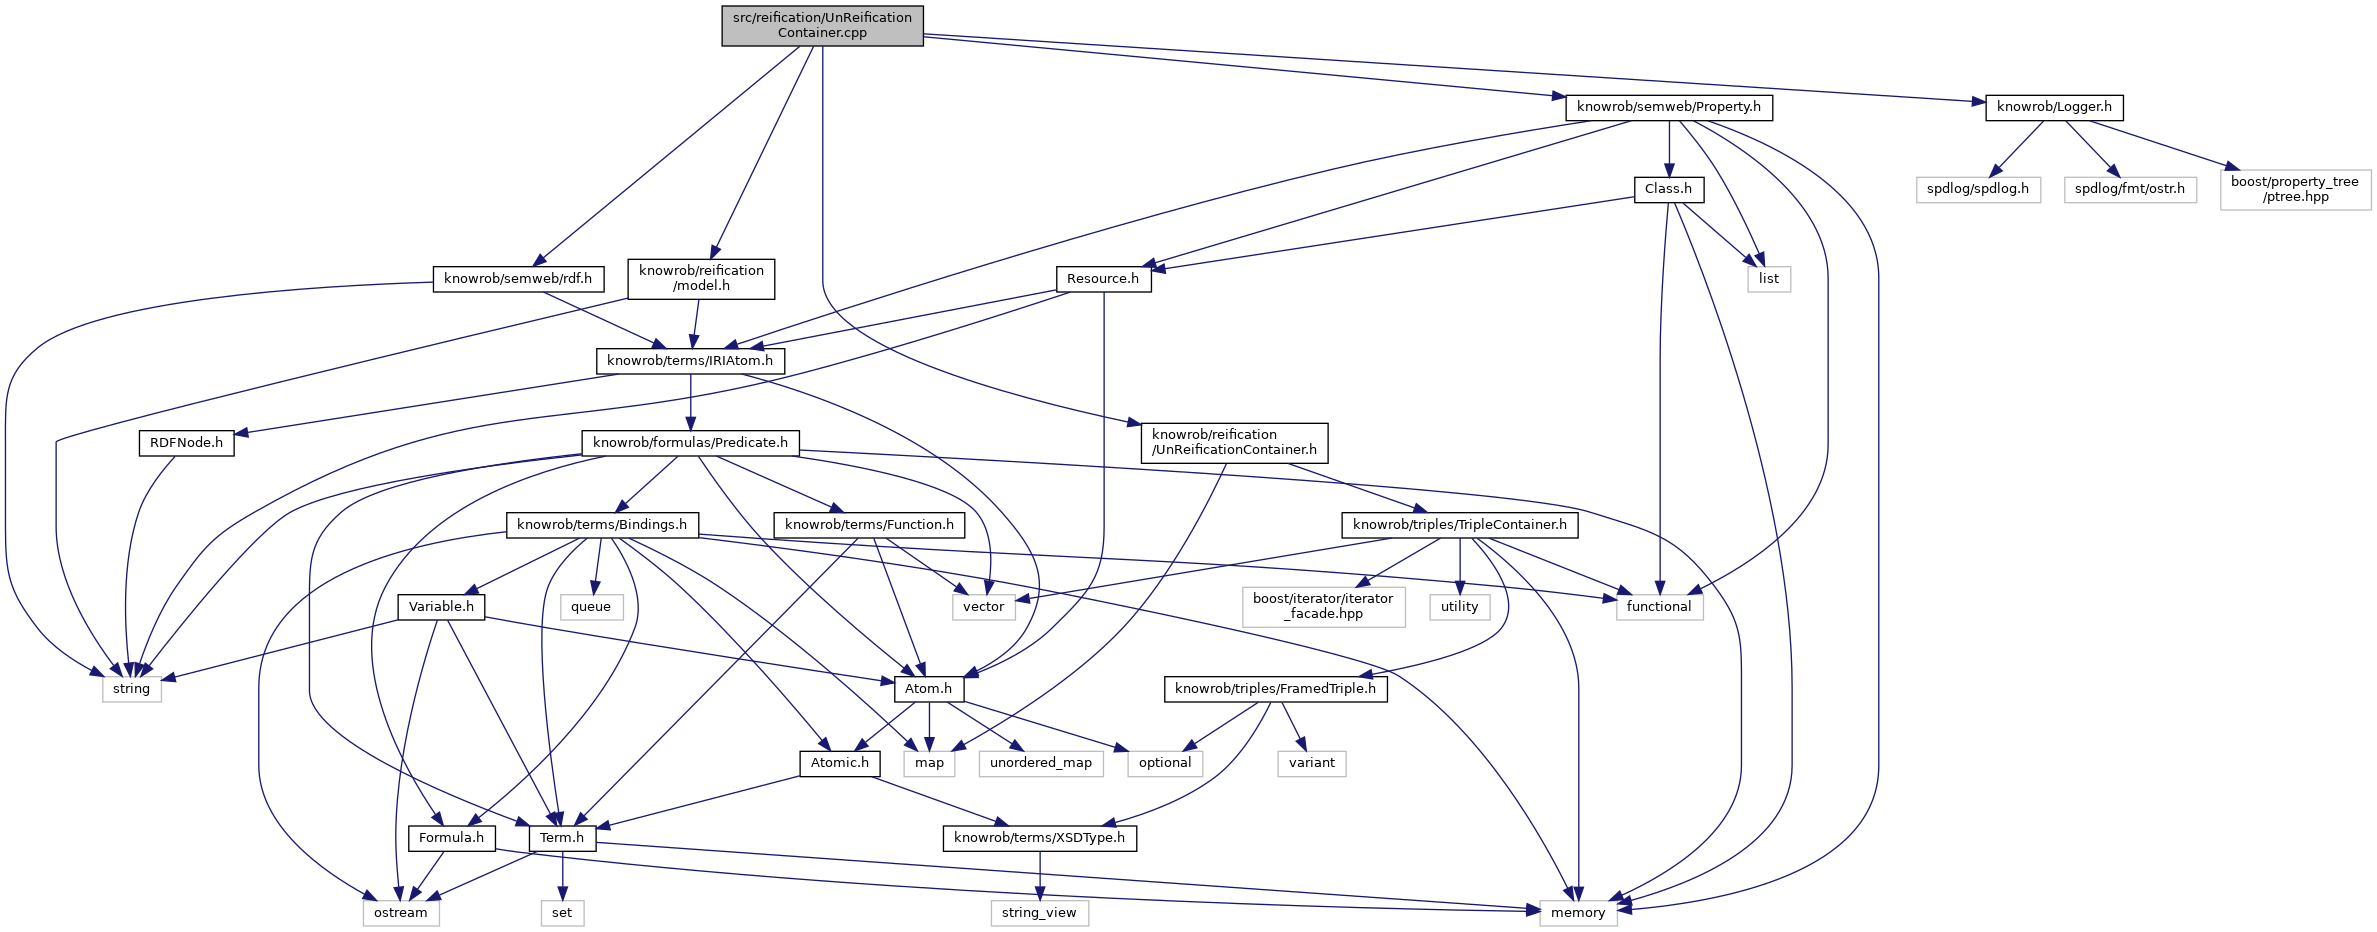 src/reification/UnReification
Container.cpp
knowrob/semweb/Property.h
knowrob/Logger.h
Class.h
spdlog/spdlog.h
spdlog/fmt/ostr.h
boost/property_tree
/ptree.hpp
knowrob/semweb/rdf.h
knowrob/reification
/model.h
Resource.h
list
knowrob/terms/IRIAtom.h
RDFNode.h
knowrob/formulas/Predicate.h
knowrob/reification
/UnReificationContainer.h
knowrob/terms/Bindings.h
knowrob/terms/Function.h
knowrob/triples/TripleContainer.h
Variable.h
queue
vector
boost/iterator/iterator
_facade.hpp
utility
functional
string
Atom.h
knowrob/triples/FramedTriple.h
Atomic.h
map
unordered_map
optional
variant
Formula.h
Term.h
knowrob/terms/XSDType.h
ostream
set
string_view
memory